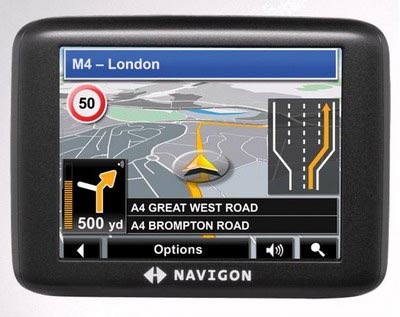 M4 – London
50
500 yd
A4 GREAT WEST ROAD
A4 BROMPTON ROAD
Options
NAVIGON